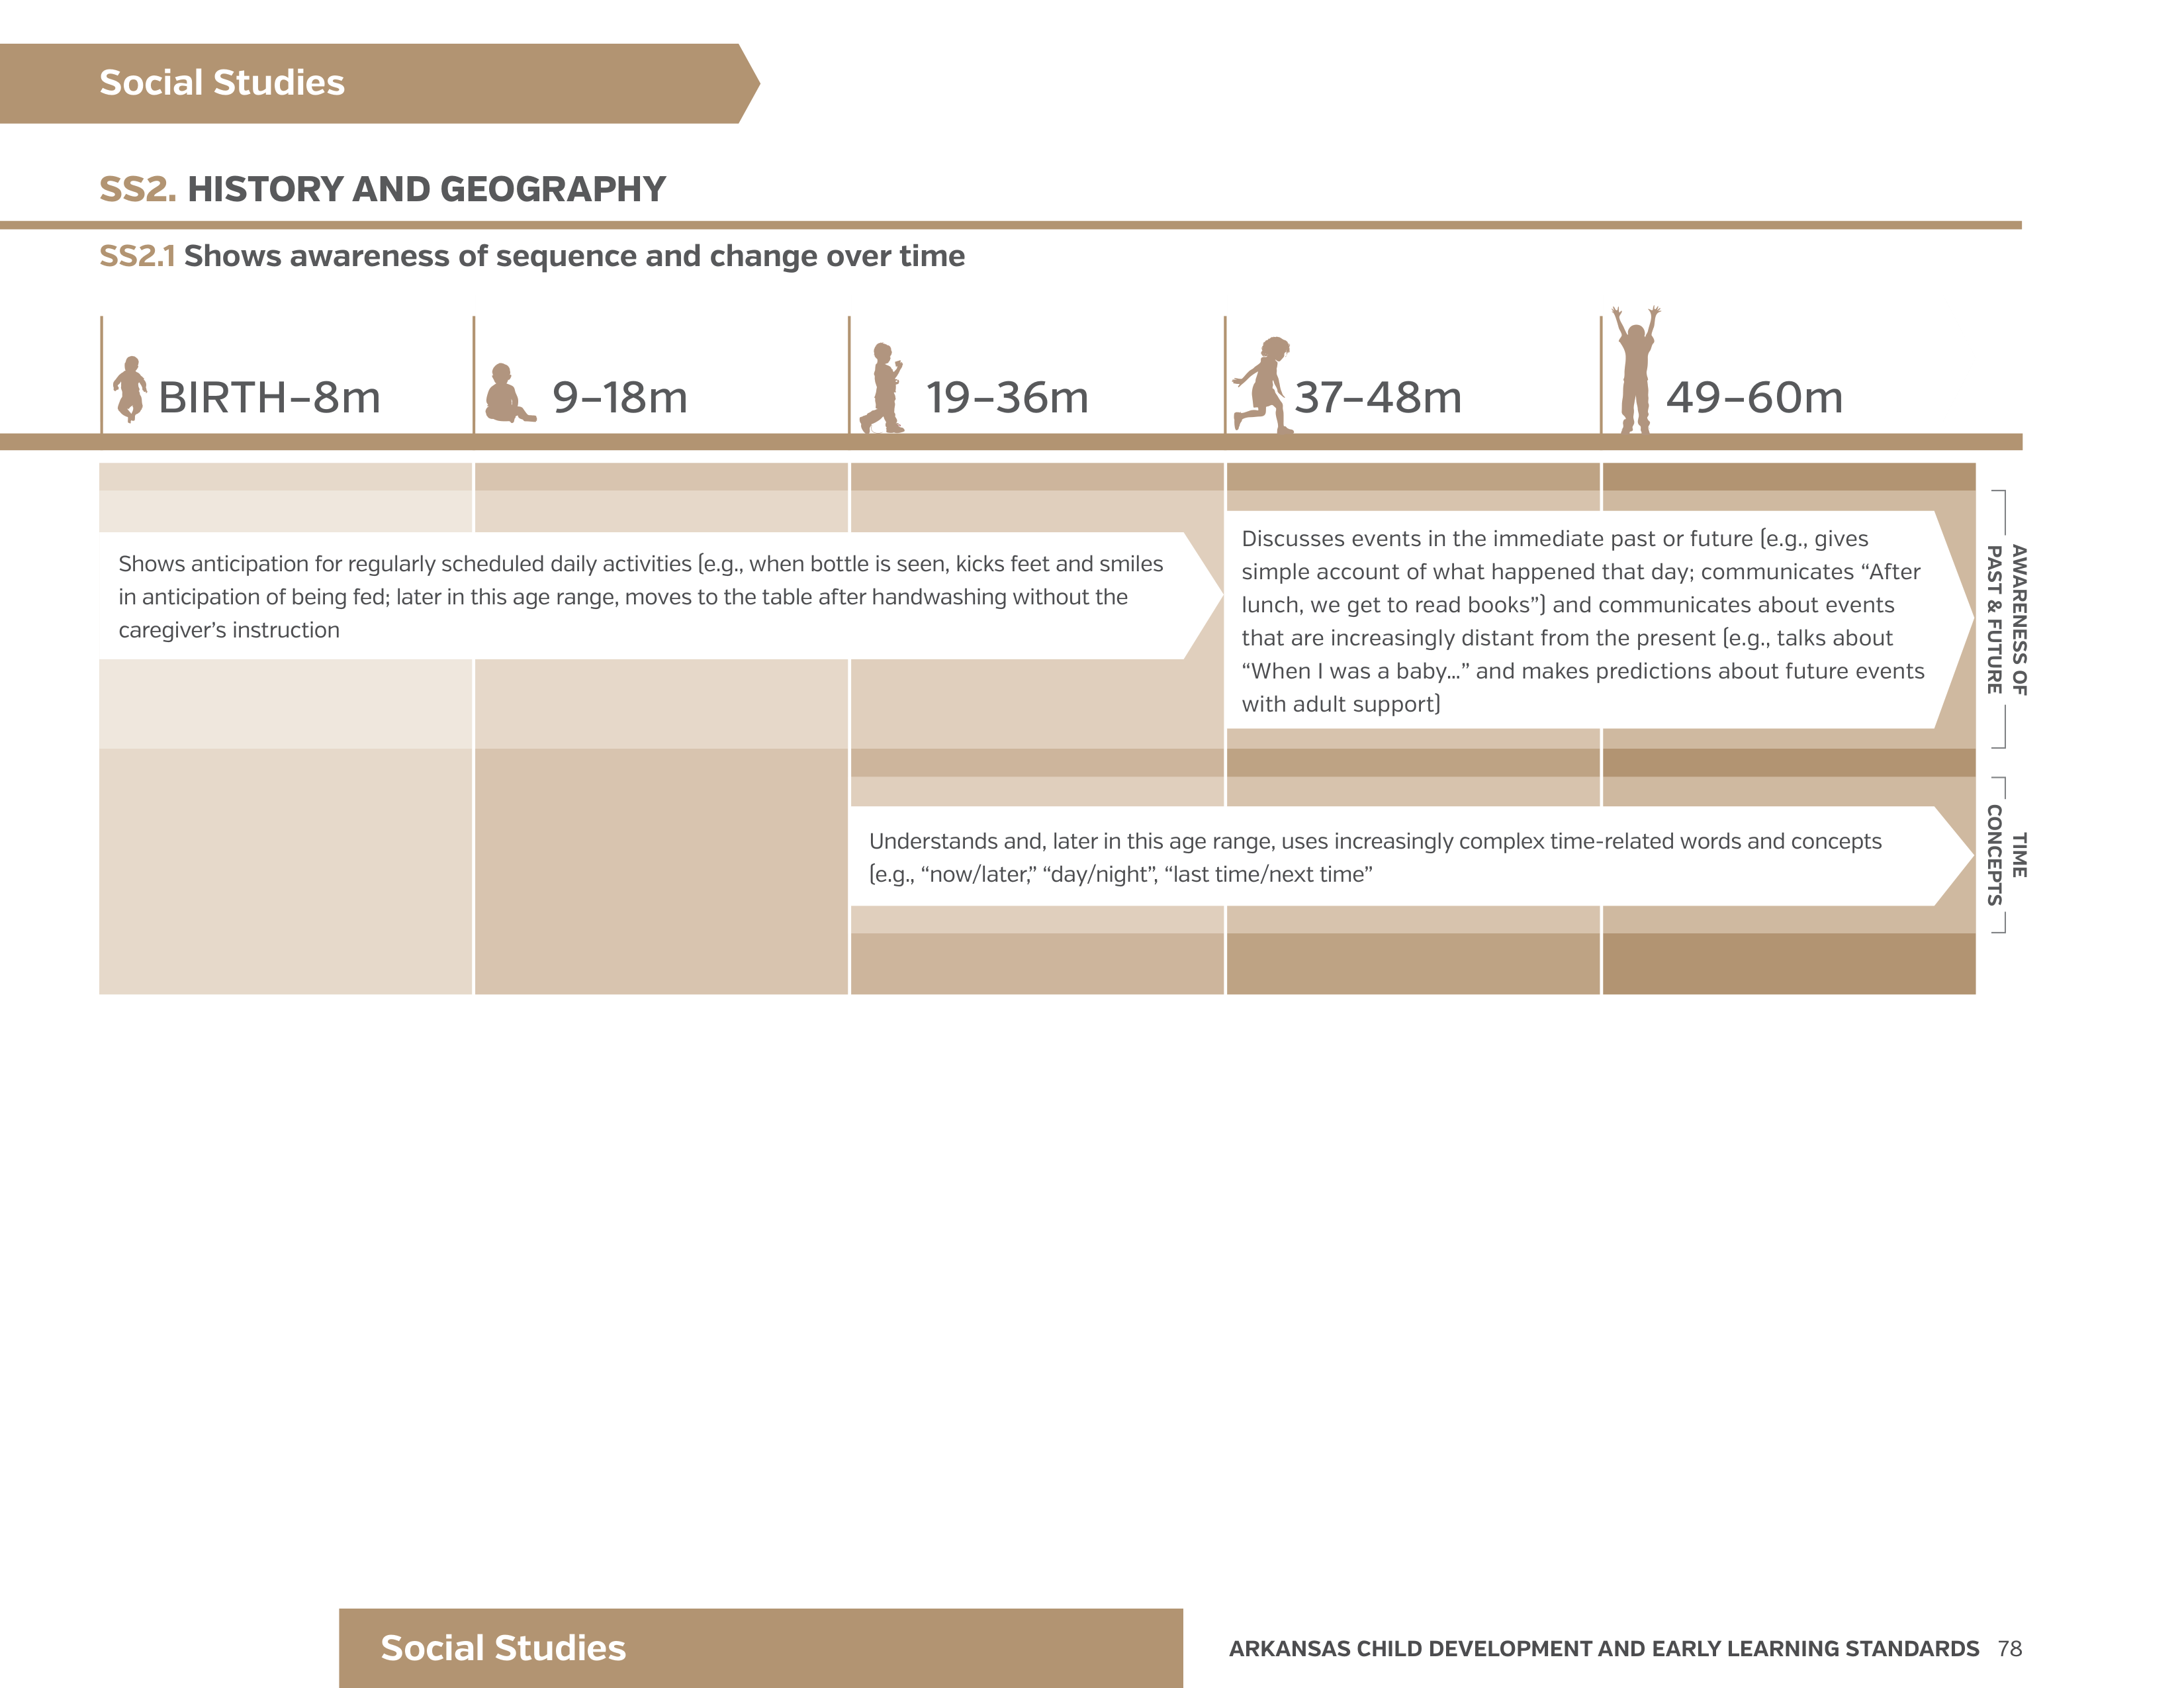 Social Studies
SS2. HISTORY AND GEOGRAPHY
SS2.1 Shows awareness of sequence and change over time
BIRTH–8m
9–18m
19–36m
37–48m
49–60m
Shows anticipation for regularly scheduled daily activities (e.g., when bottle is seen, kicks feet and smiles
in anticipation of being fed; later in this age range, moves to the table after handwashing without the
caregiver’s instruction
Discusses events in the immediate past or future (e.g., gives
simple account of what happened that day; communicates “After
lunch, we get to read books”) and communicates about events
that are increasingly distant from the present (e.g., talks about
“When I was a baby...” and makes predictions about future events
with adult support)
AWARENESS OF
PAST & FUTURE
Understands and, later in this age range, uses increasingly complex time-related words and concepts
(e.g., “now/later,” “day/night”, “last time/next time”
TIME
CONCEPTS
Social Studies
ARKANSAS CHILD DEVELOPMENT AND EARLY LEARNING STANDARDS 78